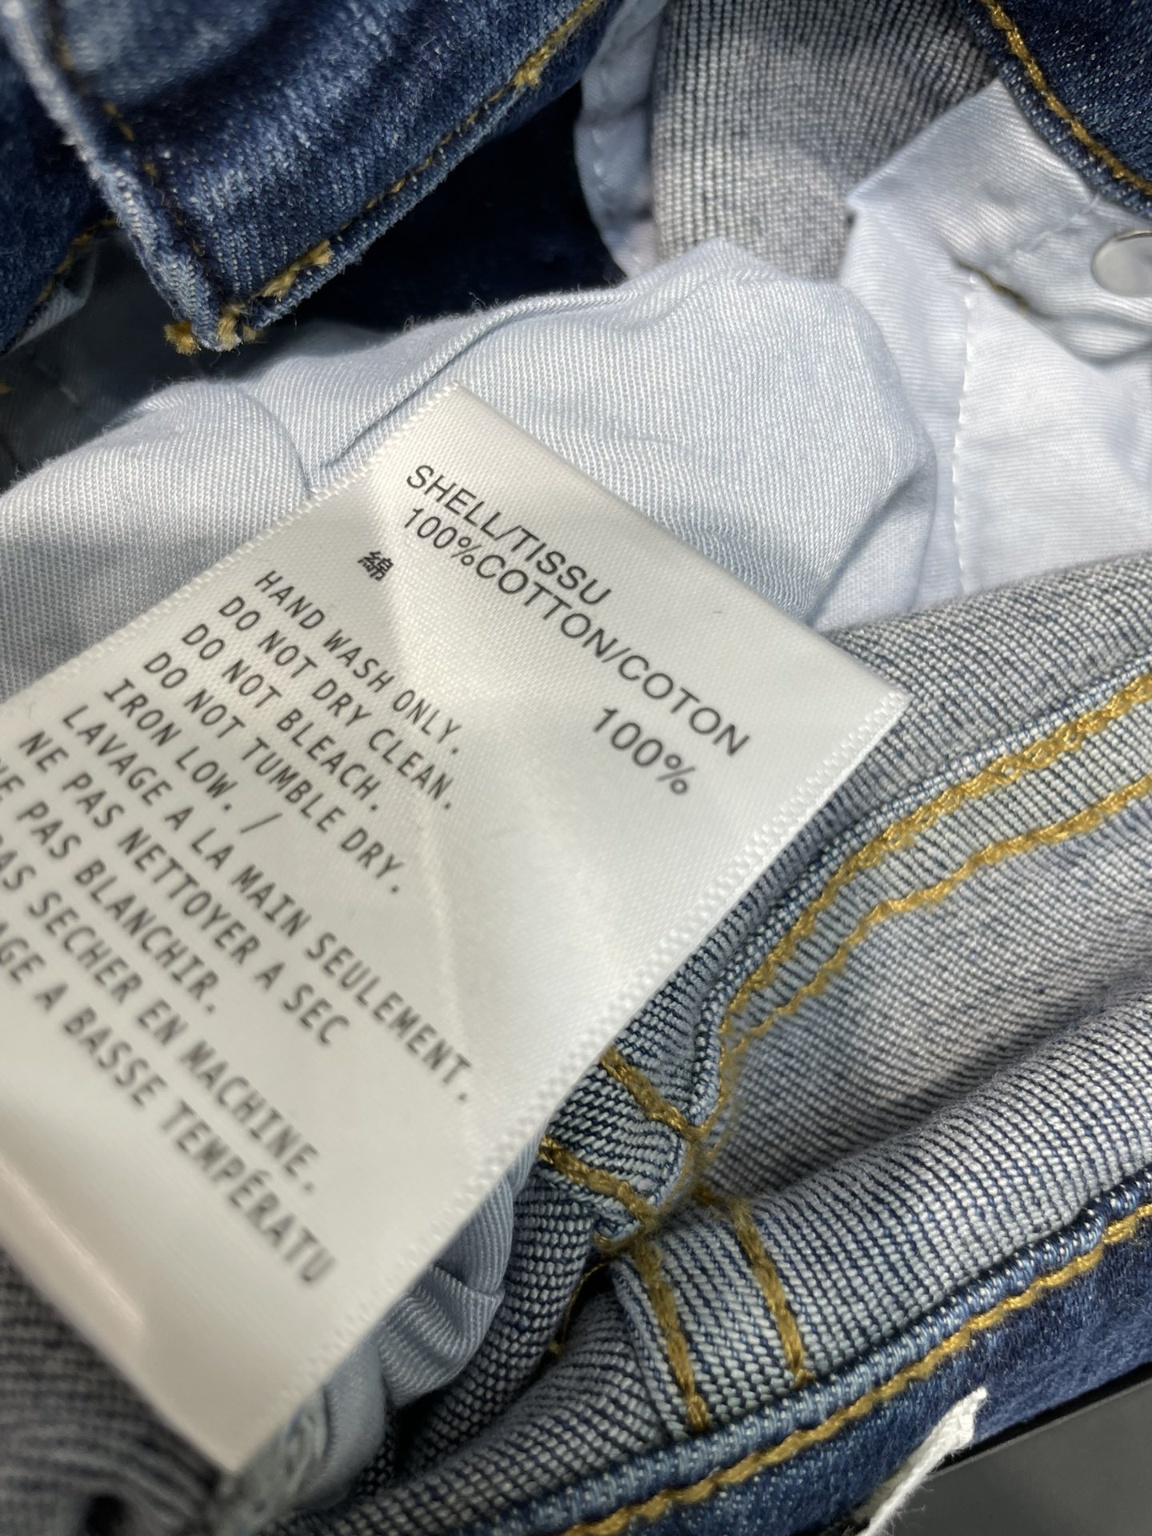 SHELL/TISSU
100%COTTON/COTON
綿 100%
HAND WASH ONLY.
DO NOT DRY CLEAN.
DO NOT BLEACH.
DO NOT TUMBLE DRY.
IRON LOW. /
LAVAGE A LA MAIN SEULEMENT.
NE PAS NETTOYER A SEC
PAS BLANCHIR.
SECHER EN MACHINE.
A BASSE TEMPÉRATU